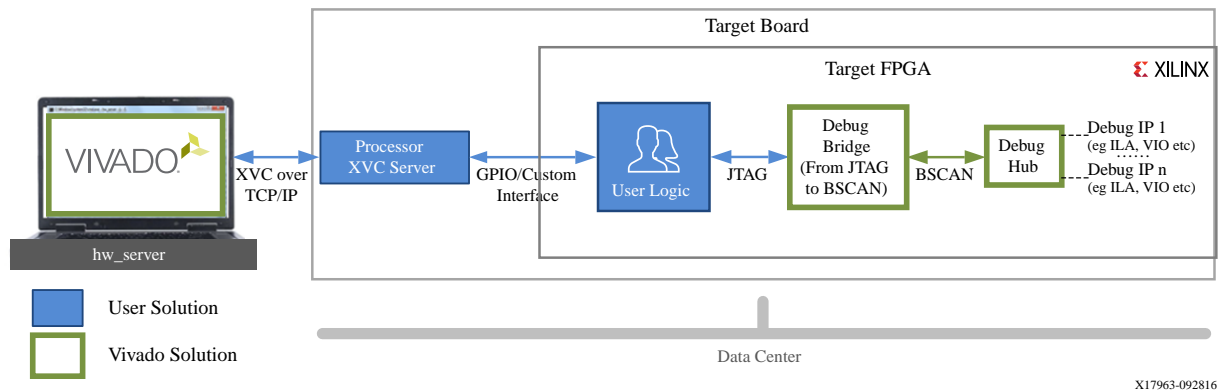 Target Board
Target FPGA
XILINX
VIVADO
Processor
XVC Server
XVC over
TCP/IP
GPIO/Custom
Interface
User Logic
JTAG
Debug
Bridge
(From JTAG
to BSCAN)
BSCAN
Debug
Hub
Debug IP 1
(eg ILA, VIO etc)
......
Debug IP n
(eg ILA, VIO etc)
hw_server
User Solution
Vivado Solution
Data Center
X17963-092816